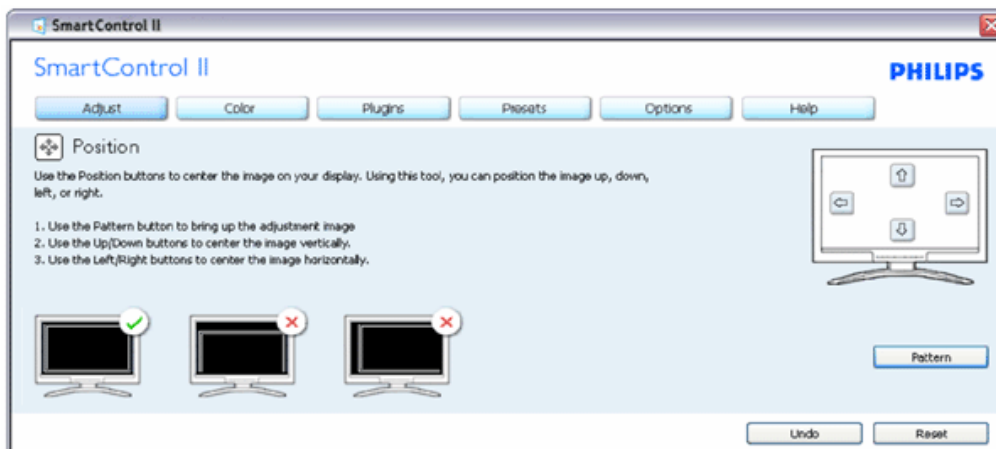 SmartControl II
SmartControl II
PHILIPS
Adjust Color Plugins Presets Options Help
Position
Use the Position buttons to center the image on your display. Using this tool, you can position the image up, down,
left, or right.
1. Use the Pattern button to bring up the adjustment image
2. Use the Up/Down buttons to center the image vertically.
3. Use the Left/Right buttons to center the image horizontally.
Pattern
Undo Reset